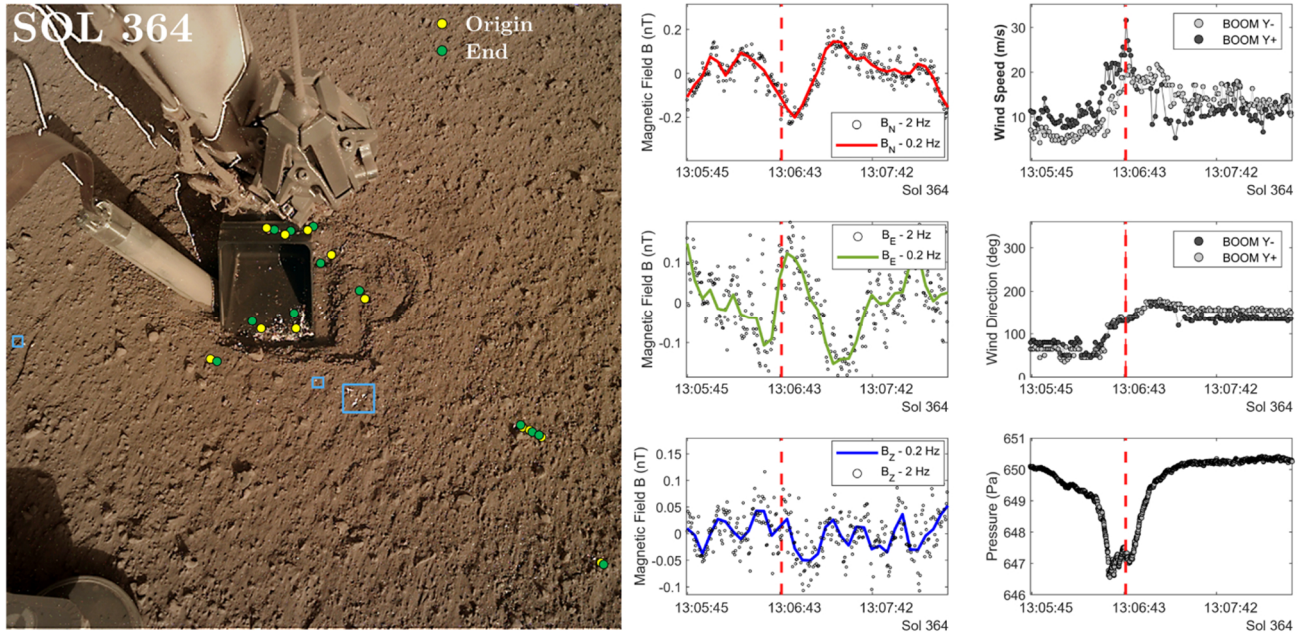 SOL 364
Origin
End
Magnetic Field B (nT)
0.2
0
-0.2
B_N - 2 Hz
B_N - 0.2 Hz
13:05:45 13:06:43 13:07:42
Sol 364
Wind Speed (m/s)
30
20
10
BOOM Y-
BOOM Y+
13:05:45 13:06:43 13:07:42
Sol 364
Magnetic Field B (nT)
0.1
0
-0.1
B_E - 2 Hz
B_E - 0.2 Hz
13:05:45 13:06:43 13:07:42
Sol 364
Wind Direction (deg)
300
200
100
0
BOOM Y-
BOOM Y+
13:05:45 13:06:43 13:07:42
Sol 364
Magnetic Field B (nT)
0.15
0.05
0.00
-0.05
-0.1
B_Z - 0.2 Hz
B_Z - 2 Hz
13:05:45 13:06:43 13:07:42
Sol 364
Pressure (Pa)
651
650
649
648
647
646
13:05:45 13:06:43 13:07:42
Sol 364